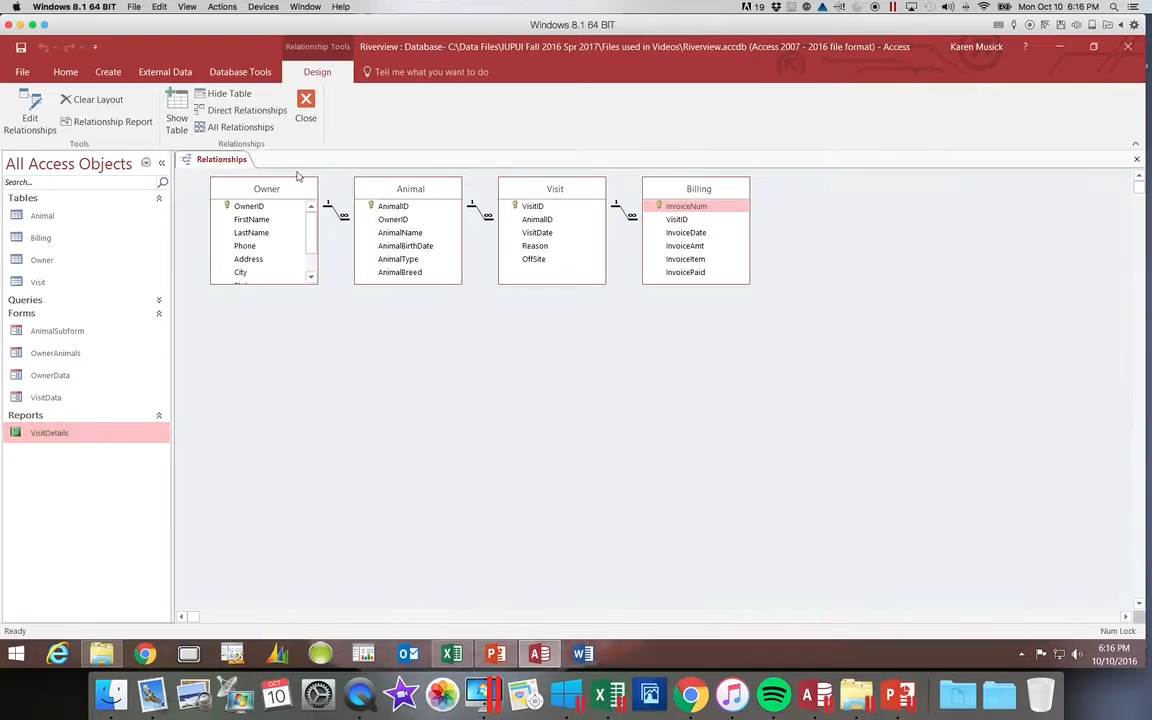 Windows 8.1 64 BIT File Edit View Actions Devices Window Help 19 Mon Oct 10 6:16 PM
Windows 8.1 64 BIT
Relationship Tools Riverview : Database- C:\Data Files\IUPUI Fall 2016 Spr 2017\Files used in Videos\Riverview.accdb (Access 2007 - 2016 file format) - Access Karen Musick ?
File Home Create External Data Database Tools Design Tell me what you want to do
Edit Relationships
Clear Layout
Relationship Report
Tools
Show Table
Hide Table
Direct Relationships
All Relationships
Relationships
Close
All Access Objects
Search...
Tables
Animal
Billing
Owner
Visit
Queries
Forms
AnimalSubform
OwnerAnimals
OwnerData
VisitData
Reports
VisitDetails
Relationships
Owner
OwnerID
FirstName
LastName
Phone
Address
City
1 ∞
Animal
AnimalID
OwnerID
AnimalName
AnimalBirthDate
AnimalType
AnimalBreed
1 ∞
Visit
VisitID
AnimalID
VisitDate
Reason
OffSite
1 ∞
Billing
InvoiceNum
VisitID
InvoiceDate
InvoiceAmt
InvoiceItem
InvoicePaid
Ready Num Lock
6:16 PM
10/10/2016
OCT
10